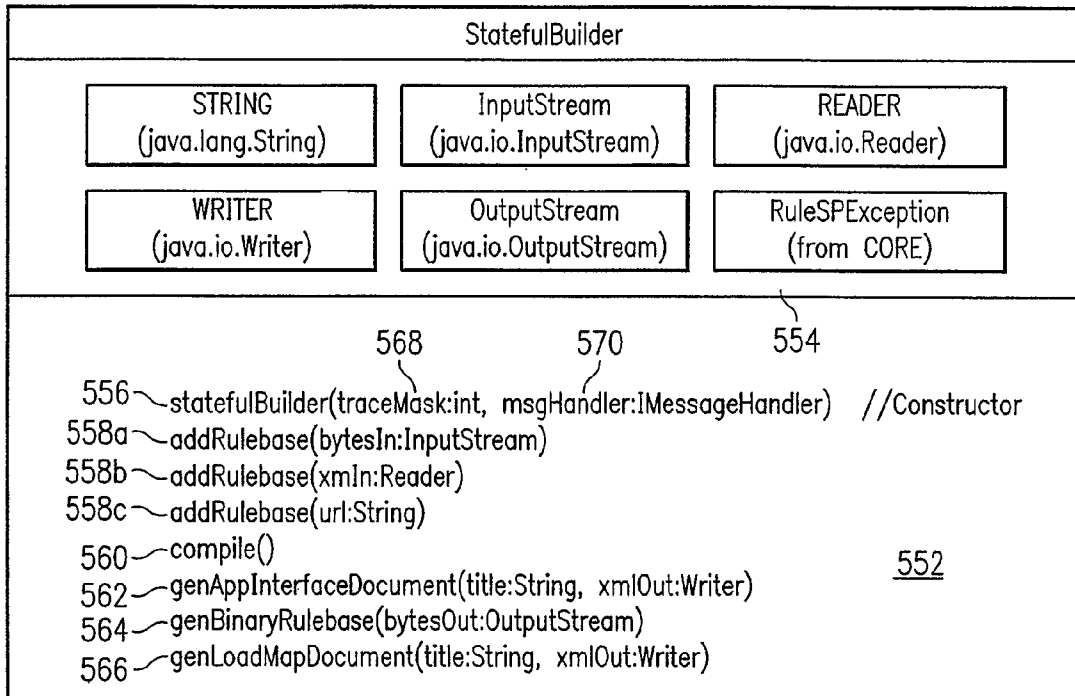 StatefulBuilder
STRING
(java.lang.String)
InputStream
(java.io.InputStream)
READER
(java.io.Reader)
WRITER
(java.io.Writer)
OutputStream
(java.io.OutputStream)
RuleSPException
(from CORE)
568 570 554
556 statefulBuilder(traceMask:int, msgHandler:IMessageHandler) //Constructor
558a addRulebase(bytesIn:InputStream)
558b addRulebase(xmIn:Reader)
558c addRulebase(url:String)
560 compile()
552
562 genAppInterfaceDocument(title:String, xmlOut:Writer)
564 genBinaryRulebase(bytesOut:OutputStream)
566 genLoadMapDocument(title:String, xmlOut:Writer)